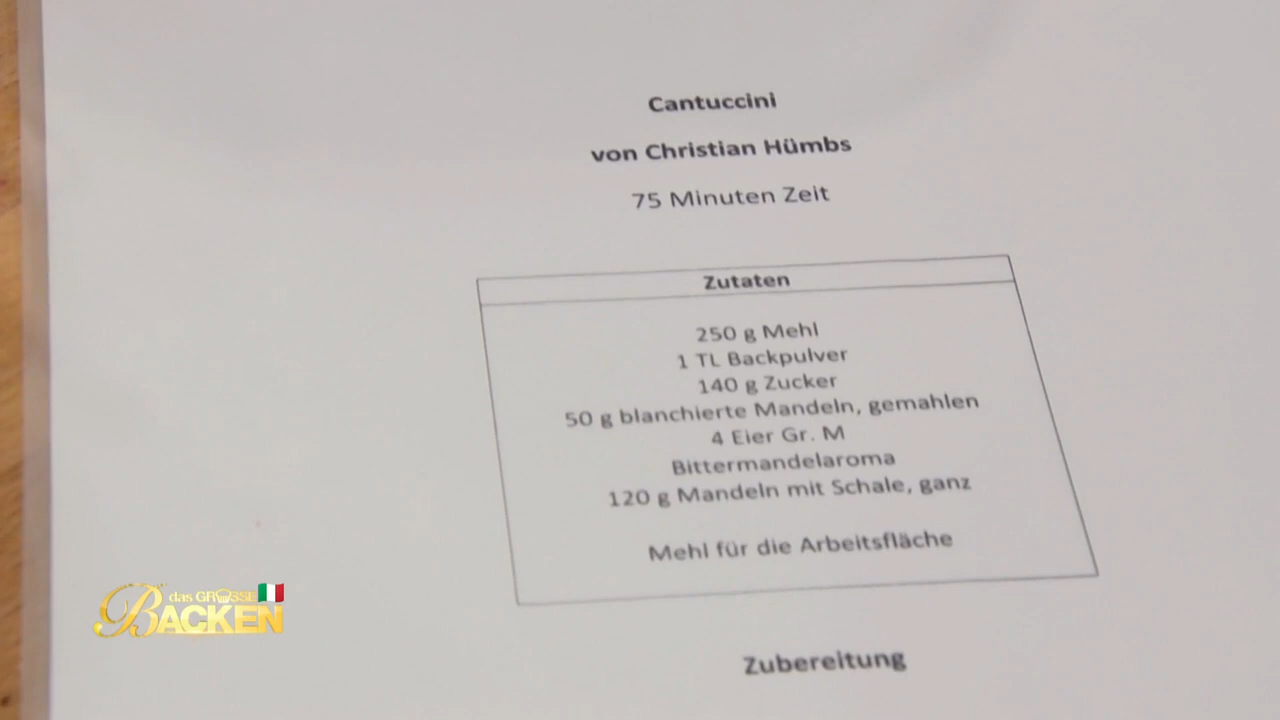 Cantuccini
von Christian Hümbs
75 Minuten Zeit
Zutaten
250 g Mehl
1 TL Backpulver
140 g Zucker
50 g blanchierte Mandeln, gemahlen
4 Eier Gr. M
Bittermandelaroma
120 g Mandeln mit Schale, ganz
Mehl für die Arbeitsfläche
Zubereitung
das GROSSE
BACKEN